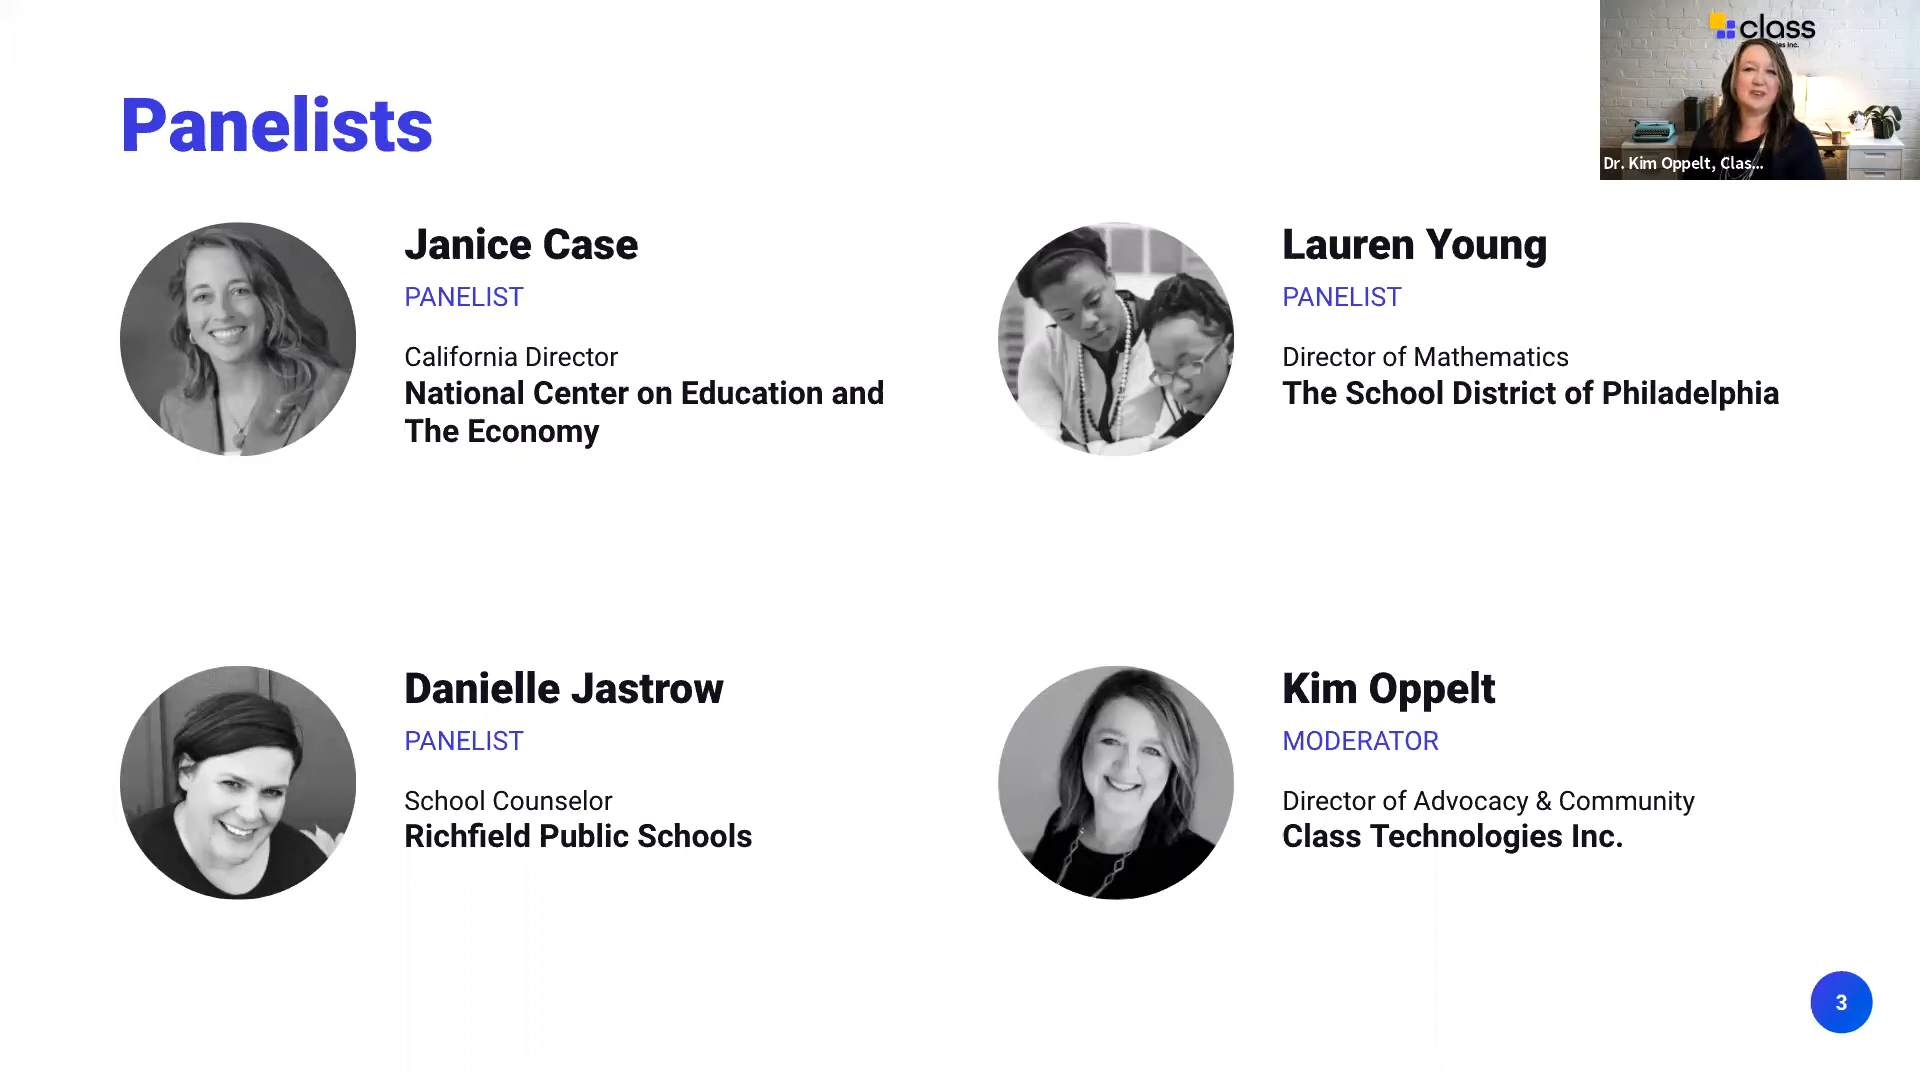 Panelists
class
Dr. Kim Oppelt, Clas...
Janice Case
PANELIST
California Director
National Center on Education and
The Economy
Lauren Young
PANELIST
Director of Mathematics
The School District of Philadelphia
Danielle Jastrow
PANELIST
School Counselor
Richfield Public Schools
Kim Oppelt
MODERATOR
Director of Advocacy & Community
Class Technologies Inc.
3